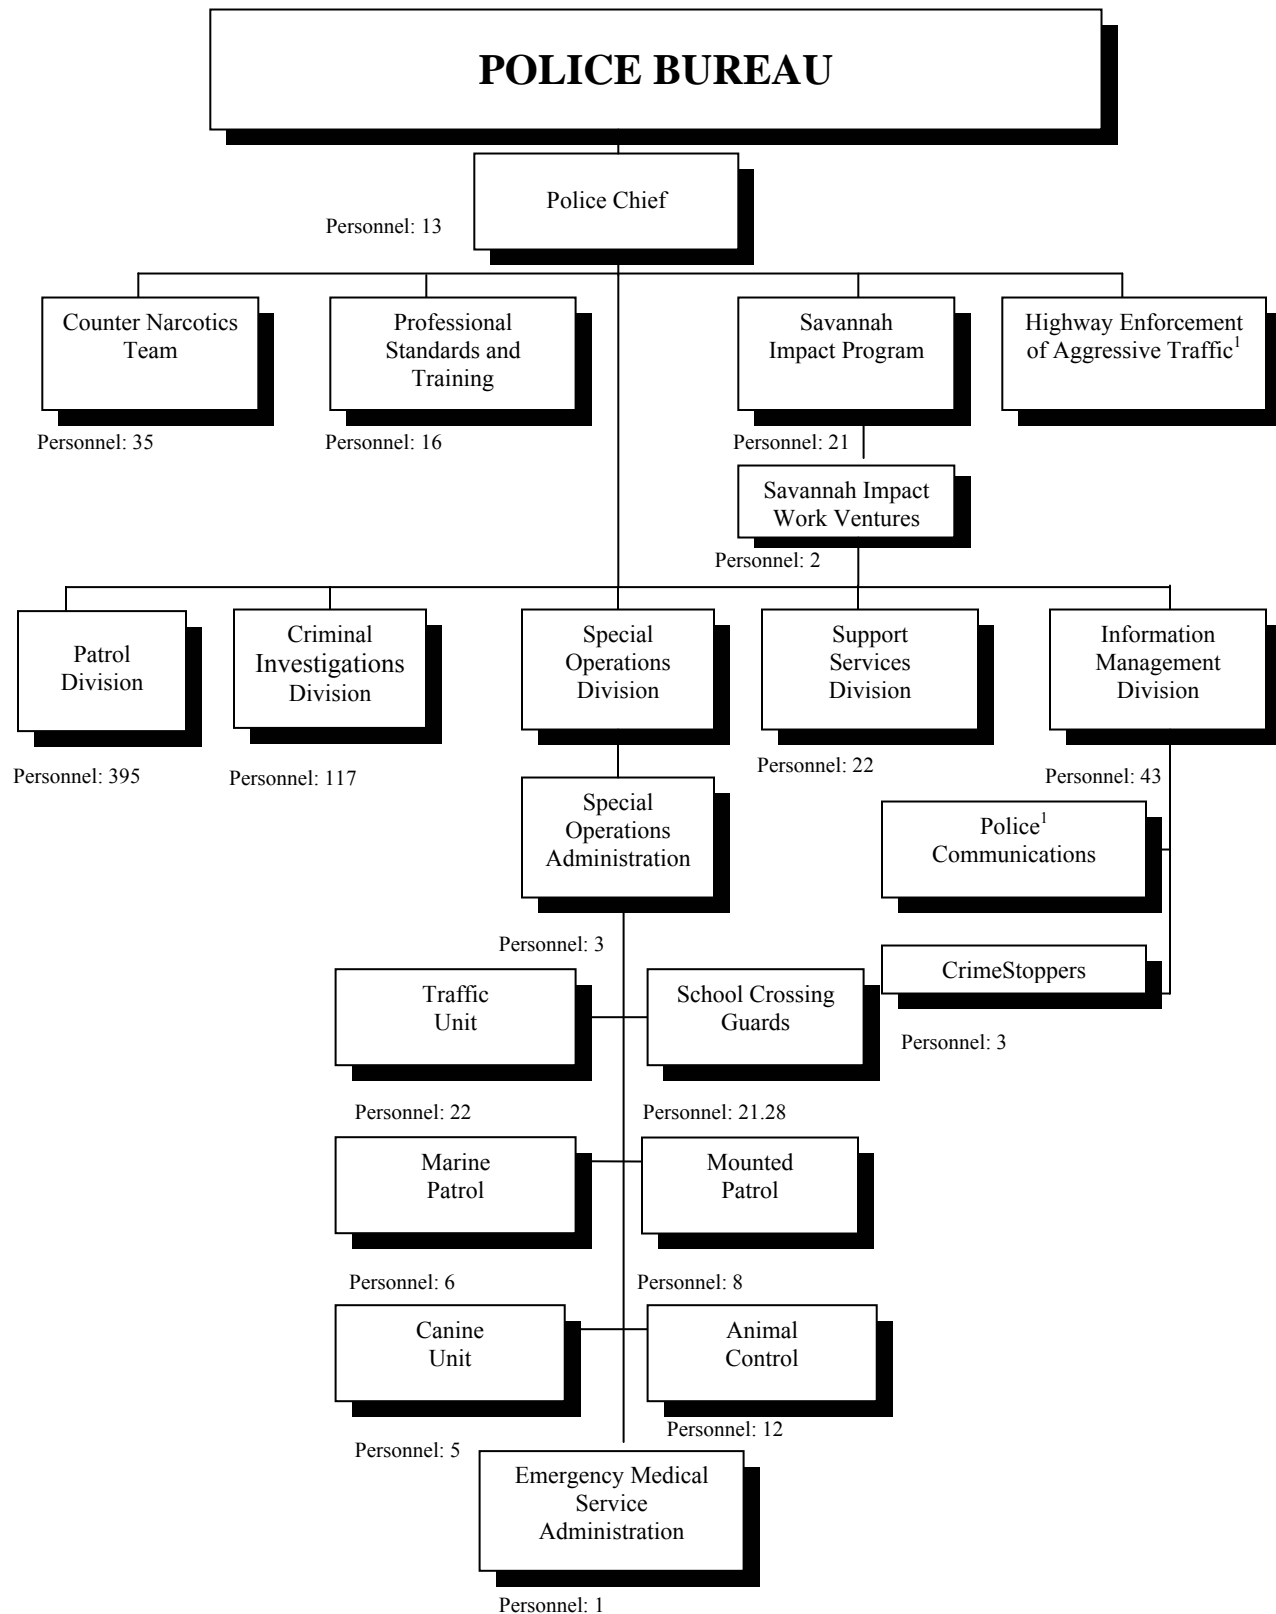 POLICE BUREAU
Police Chief
Personnel: 13
Counter Narcotics
Team
Personnel: 35
Professional
Standards and
Training
Personnel: 16
Savannah
Impact Program
Personnel: 21
Highway Enforcement
of Aggressive Traffic1
Savannah Impact
Work Ventures
Personnel: 2
Patrol
Division
Personnel: 395
Criminal
Investigations
Division
Personnel: 117
Special
Operations
Division
Support
Services
Division
Personnel: 22
Information
Management
Division
Personnel: 43
Special
Operations
Administration
Personnel: 3
Police1
Communications
CrimeStoppers
Personnel: 3
Traffic
Unit
Personnel: 22
School Crossing
Guards
Personnel: 21.28
Marine
Patrol
Personnel: 6
Mounted
Patrol
Personnel: 8
Canine
Unit
Personnel: 5
Animal
Control
Personnel: 12
Emergency Medical
Service
Administration
Personnel: 1